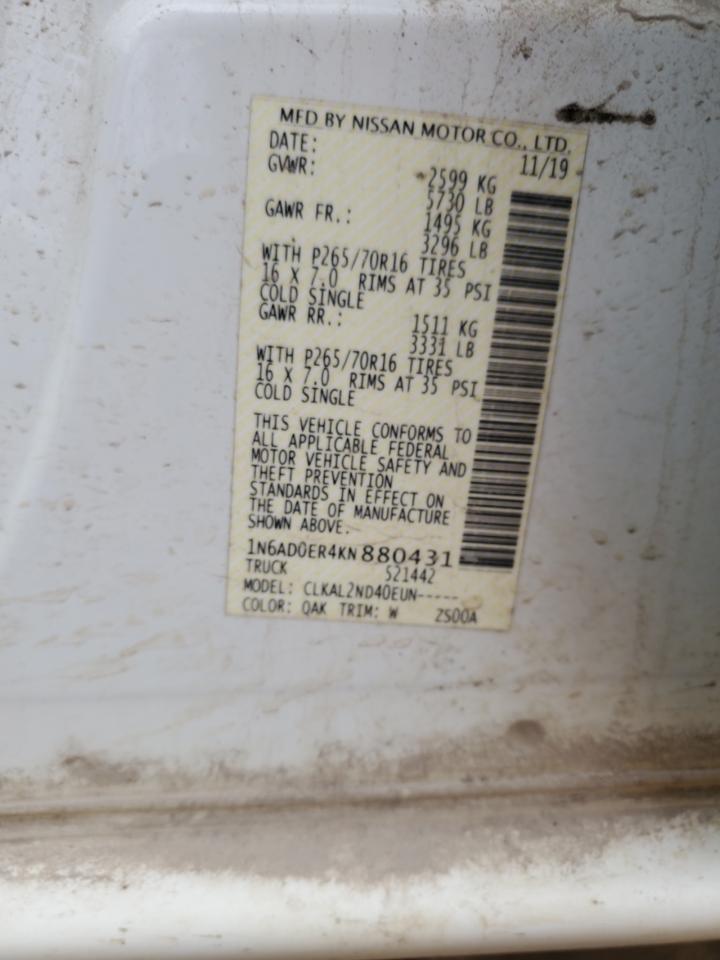 MFD BY NISSAN MOTOR CO., LTD.
DATE: 11/19
GVWR: 2599 KG
5730 LB
GAWR FR.: 1495 KG
3296 LB
WITH P265/70R16 TIRES
16 X 7.0 RIMS AT 35 PSI
COLD SINGLE
GAWR RR.: 1511 KG
3331 LB
WITH P265/70R16 TIRES
16 X 7.0 RIMS AT 35 PSI
COLD SINGLE
THIS VEHICLE CONFORMS TO
ALL APPLICABLE FEDERAL
MOTOR VEHICLE SAFETY AND
THEFT PREVENTION
STANDARDS IN EFFECT ON
THE DATE OF MANUFACTURE
SHOWN ABOVE.
1N6AD0ER4KN880431
TRUCK 521442
MODEL: CLKAL2ND40EUN-----
COLOR: QAK TRIM: W ZS00A